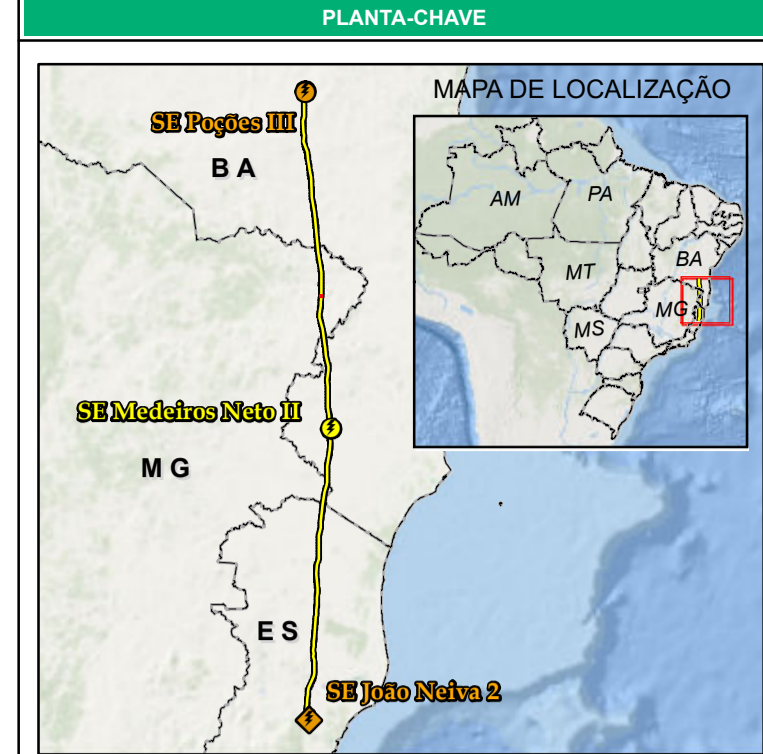 PLANTA-CHAVE
MAPA DE LOCALIZAÇÃO
SE Poções III
B A
AM
PA
BA
MT
MG
MS
SE Medeiros Neto II
M G
E S
SE João Neiva 2